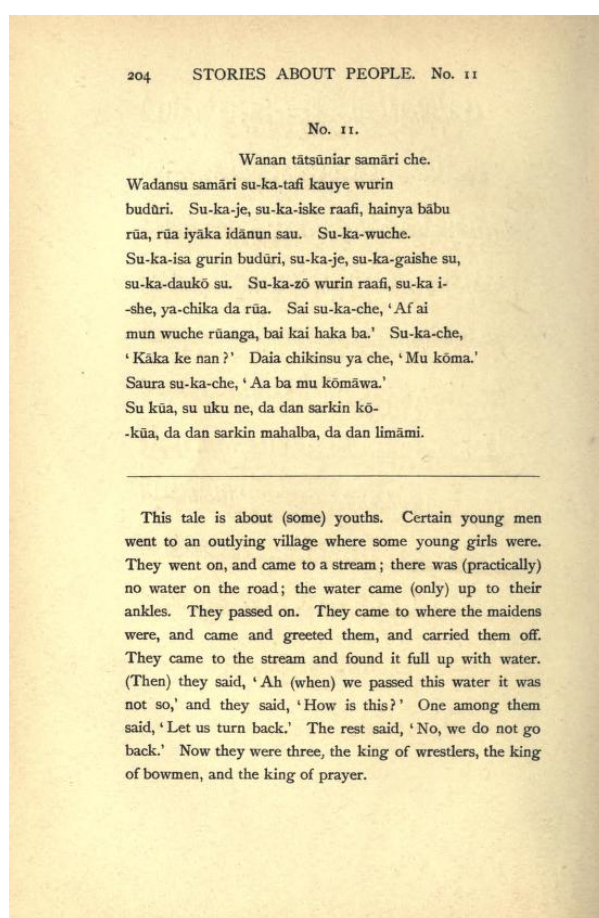 204 STORIES ABOUT PEOPLE. No. 11
No. 11.
Wanan tātsūniar samāri che.
Wadansu samāri su-ka-tafi kauye wurin
budūri. Su-ka-je, su-ka-iske raafi, hainya bābu
rūa, rūa iyāka idānun sau. Su-ka-wuche.
Su-ka-isa gurin budūri, su-ka-je, su-ka-gaishe su,
su-ka-daukō su. Su-ka-zō wurin raafi, su-ka i-
-she, ya-chika da rūa. Sai su-ka-che, ‘Af ai
mun wuche rūanga, bai kai haka ba.’ Su-ka-che,
‘Kāka ke nan?’ Daia chikinsu ya che, ‘Mu kōma.’
Saura su-ka-che, ‘Aa ba mu kōmāwa.’
Su kūa, su uku ne, da dan sarkin kō-
-kūa, da dan sarkin mahalba, da dan limāmi.
This tale is about (some) youths. Certain young men
went to an outlying village where some young girls were.
They went on, and came to a stream; there was (practically)
no water on the road; the water came (only) up to their
ankles. They passed on. They came to where the maidens
were, and came and greeted them, and carried them off.
They came to the stream and found it full up with water.
(Then) they said, ‘Ah (when) we passed this water it was
not so,’ and they said, ‘How is this?’ One among them
said, ‘Let us turn back.’ The rest said, ‘No, we do not go
back.’ Now they were three, the king of wrestlers, the king
of bowmen, and the king of prayer.